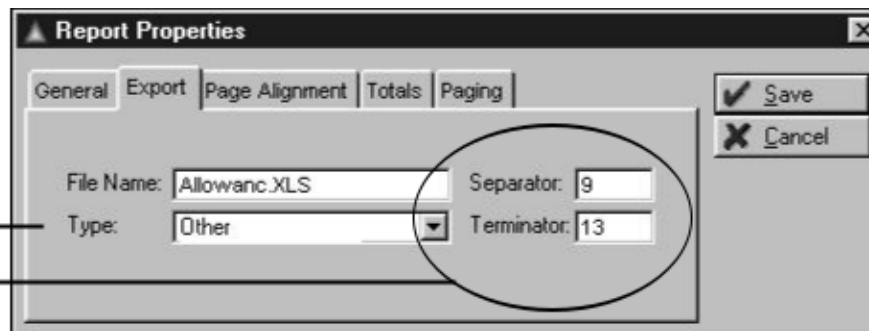 Report Properties
General Export Page Alignment Totals Paging
Save
Cancel
File Name: Allowanc.XLS Separator: 9
Type: Other Terminator: 13